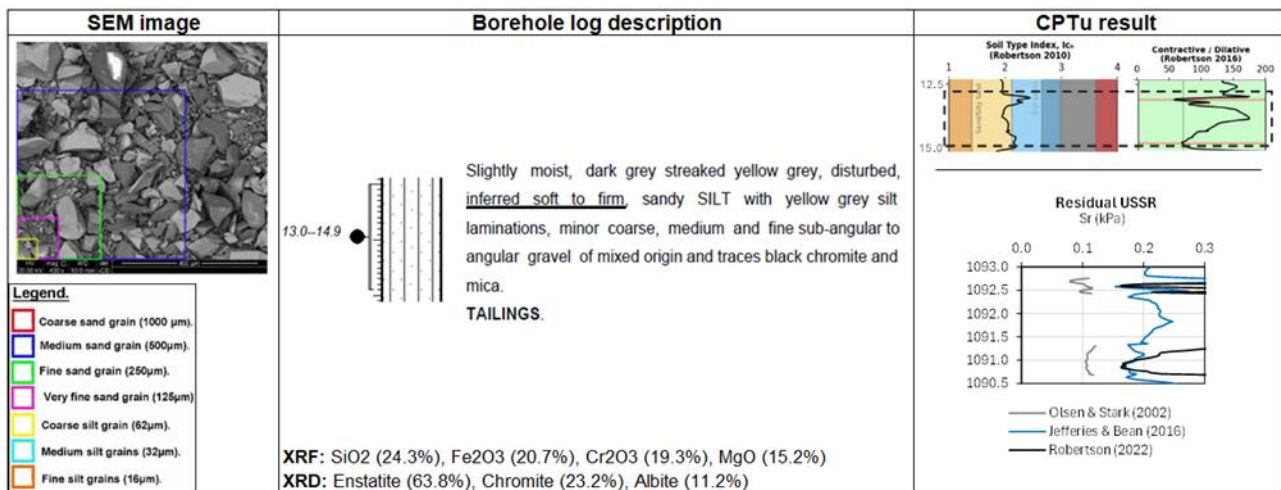 SEM image
Borehole log description
CPTu result
Legend.
Coarse sand grain (1000 µm).
Medium sand grain (500µm).
Fine sand grain (250µm).
Very fine sand grain (125µm)
Coarse silt grain (62µm).
Medium silt grains (32µm).
Fine silt grains (16µm).
13.0--14.9
Slightly moist, dark grey streaked yellow grey, disturbed,
inferred soft to firm, sandy SILT with yellow grey silt
laminations, minor coarse, medium and fine sub-angular to
angular gravel of mixed origin and traces black chromite and
mica.
TAILINGS.
XRF: SiO2 (24.3%), Fe2O3 (20.7%), Cr2O3 (19.3%), MgO (15.2%)
XRD: Enstatite (63.8%), Chromite (23.2%), Albite (11.2%)
Soil Type Index, Icₙ
(Robertson 2010)
1 2 3 4
Contractive / Dilative
(Robertson 2016)
0 50 100 150 200
12.5
15.0
Sand/Silty Sand
Residual USSR
Sr (kPa)
0.0 0.1 0.2 0.3
1093.0
1092.5
1092.0
1091.5
1091.0
1090.5
Olsen & Stark (2002)
Jefferies & Bean (2016)
Robertson (2022)